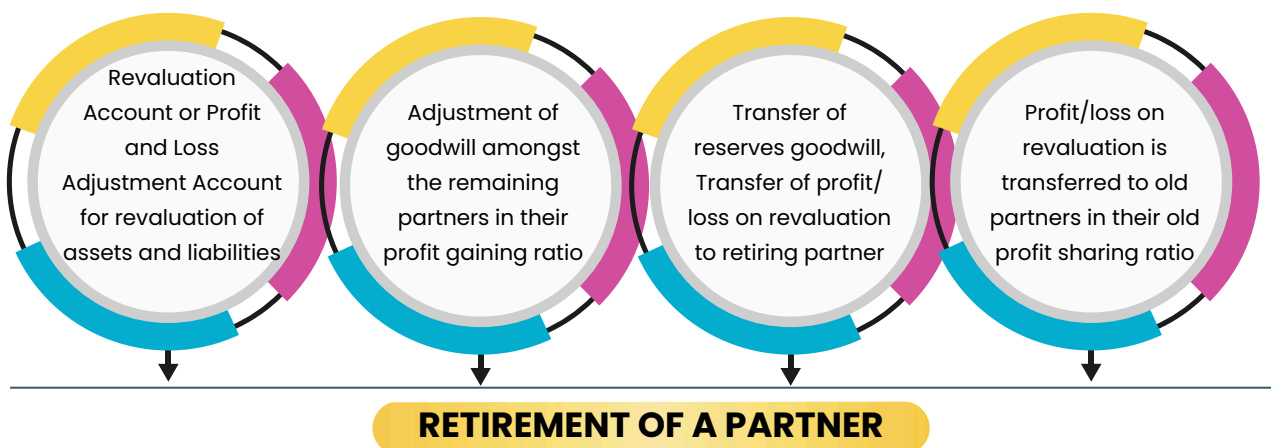 Revaluation
Account or Profit
and Loss
Adjustment Account
for revaluation of
assets and liabilities
Adjustment of
goodwill amongst
the remaining
partners in their
profit gaining ratio
Transfer of
reserves goodwill,
Transfer of profit/
loss on revaluation
to retiring partner
Profit/loss on
revaluation is
transferred to old
partners in their old
profit sharing ratio
RETIREMENT OF A PARTNER